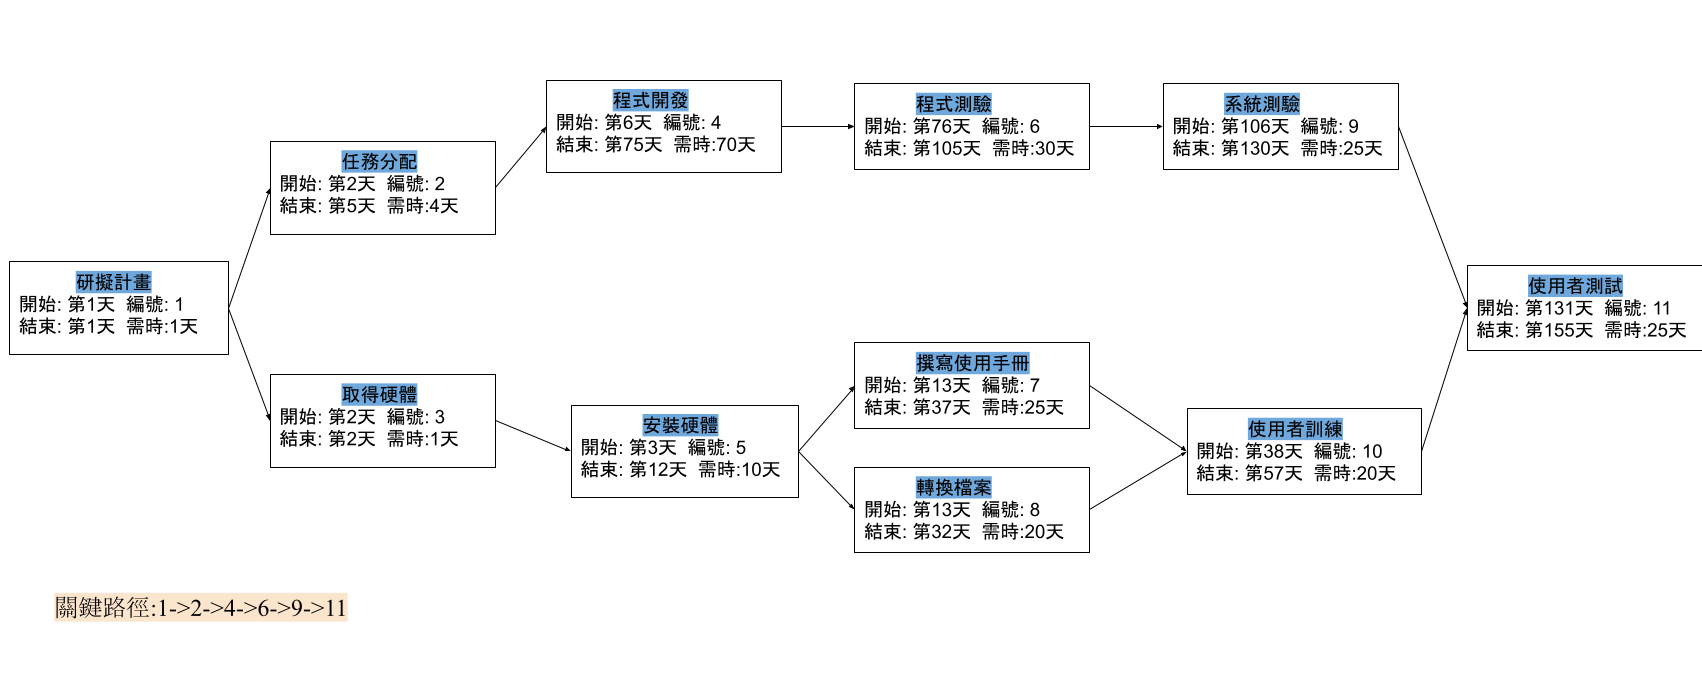 程式開發
開始: 第6天 編號: 4
結束: 第75天 需時:70天
程式測驗
開始: 第76天 編號: 6
結束: 第105天 需時:30天
系統測驗
開始: 第106天 編號: 9
結束: 第130天 需時:25天
任務分配
開始: 第2天 編號: 2
結束: 第5天 需時:4天
研擬計畫
開始: 第1天 編號: 1
結束: 第1天 需時:1天
使用者測試
開始: 第131天 編號: 11
結束: 第155天 需時:25天
取得硬體
開始: 第2天 編號: 3
結束: 第2天 需時:1天
安裝硬體
開始: 第3天 編號: 5
結束: 第12天 需時:10天
撰寫使用手冊
開始: 第13天 編號: 7
結束: 第37天 需時:25天
轉換檔案
開始: 第13天 編號: 8
結束: 第32天 需時:20天
使用者訓練
開始: 第38天 編號: 10
結束: 第57天 需時:20天
關鍵路徑:1->2->4->6->9->11